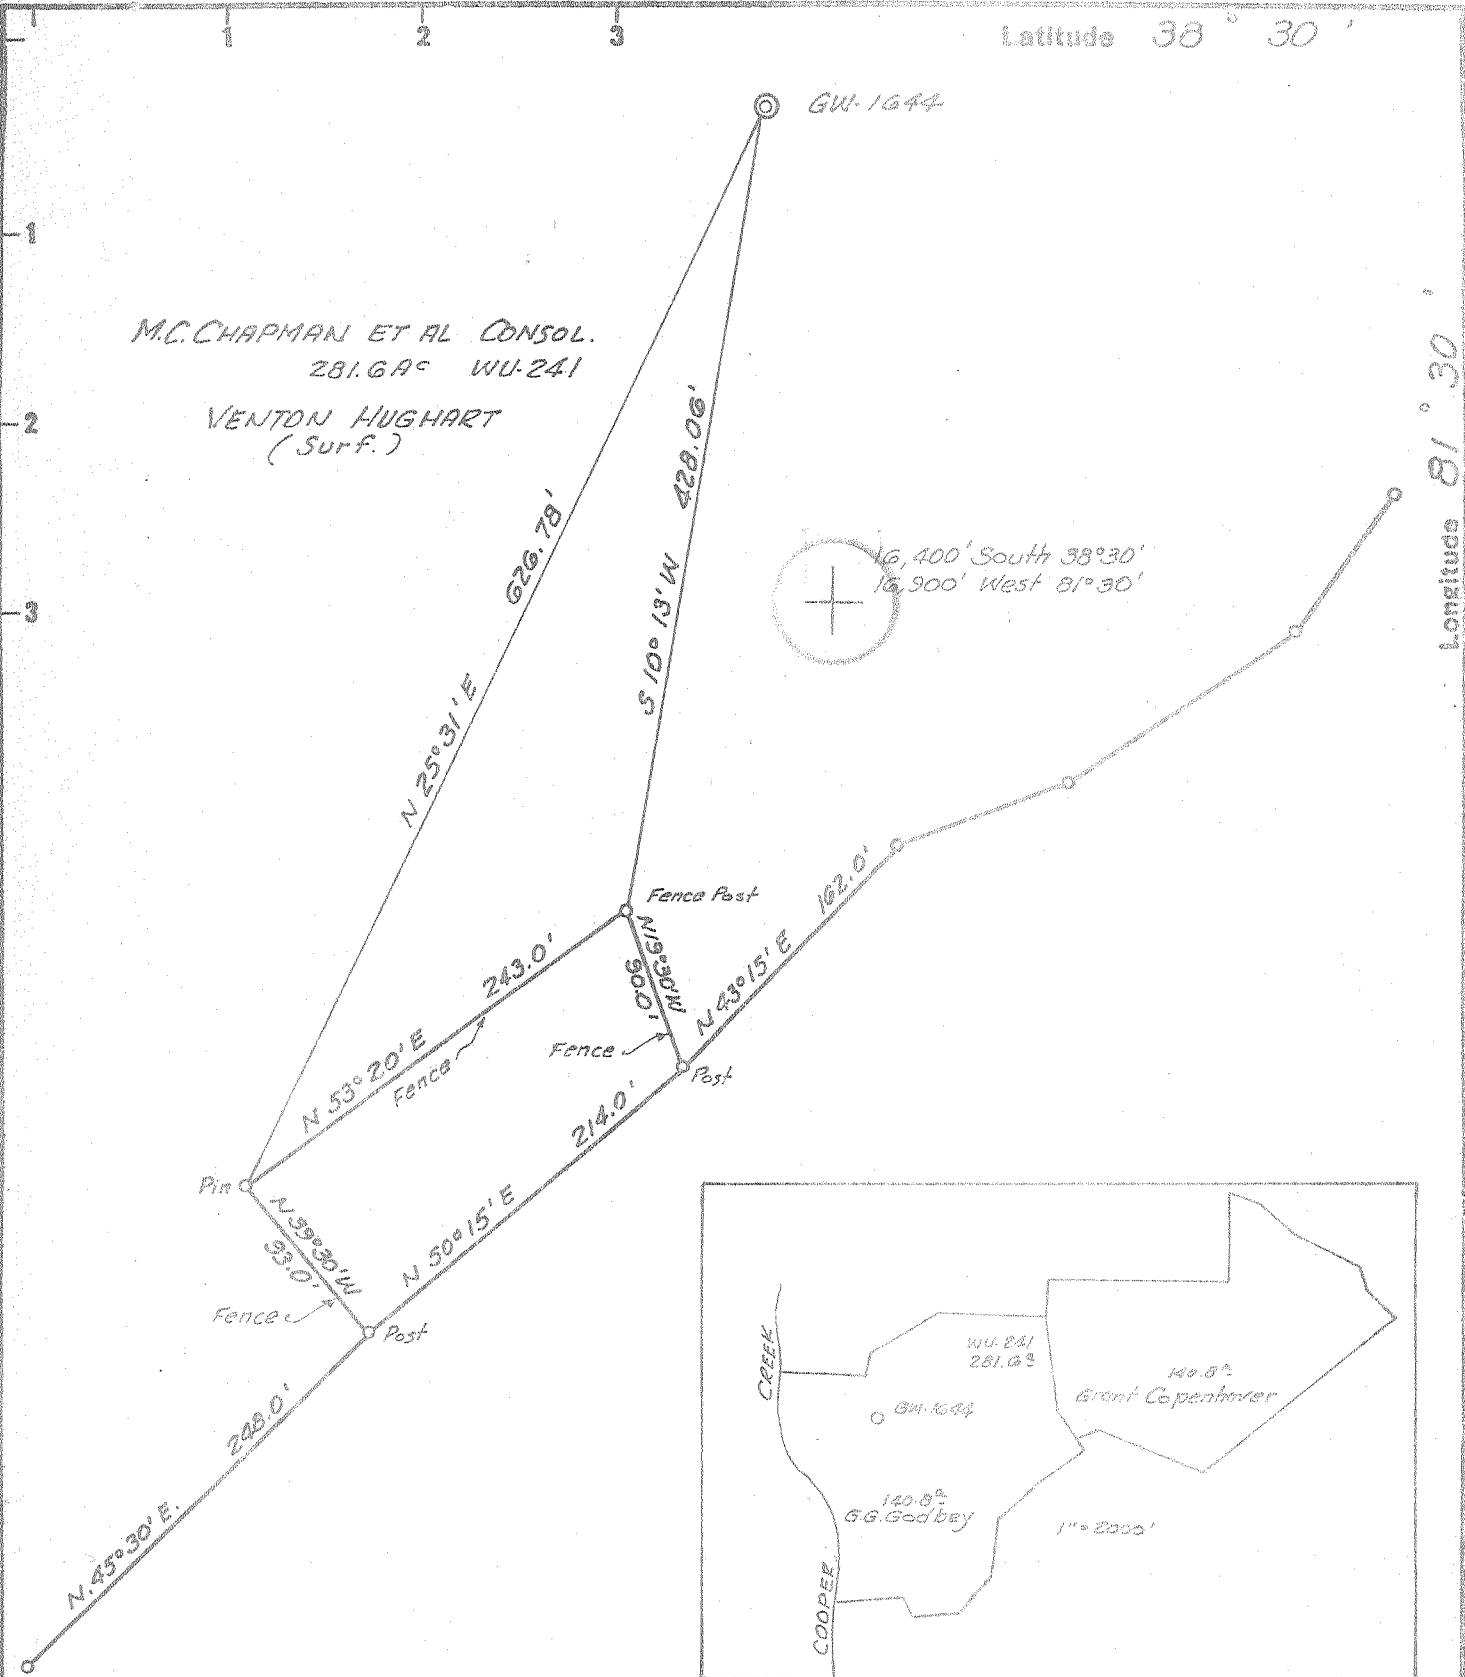 1 2 3
Latitude 38° 30'
GW-1644
1
M.C. CHAPMAN ET AL CONSOL.
281.6 Ac WU-241
2
VENTON HUGHART
(Surf.)
Longitude 81° 30'
626.78'
N 25° 31' E
428.06'
S 10° 13' W
16,400' South 38°30'
16,900' West 81°30'
3
Fence Post
162.0'
N 43° 15' E
N 19° 30' W
90.0'
243.0'
N 53° 20' E
Fence
Fence
Post
214.0'
N 50° 15' E
Pin
N 39° 30' W
93.0'
Fence
Post
248.0'
N. 45° 30' E.
CREEK
WU-241
281.6a
140.8a
Grant Copenhaver
GW-1644
140.8a
G.G. Godbey
1" = 2000'
COOPER